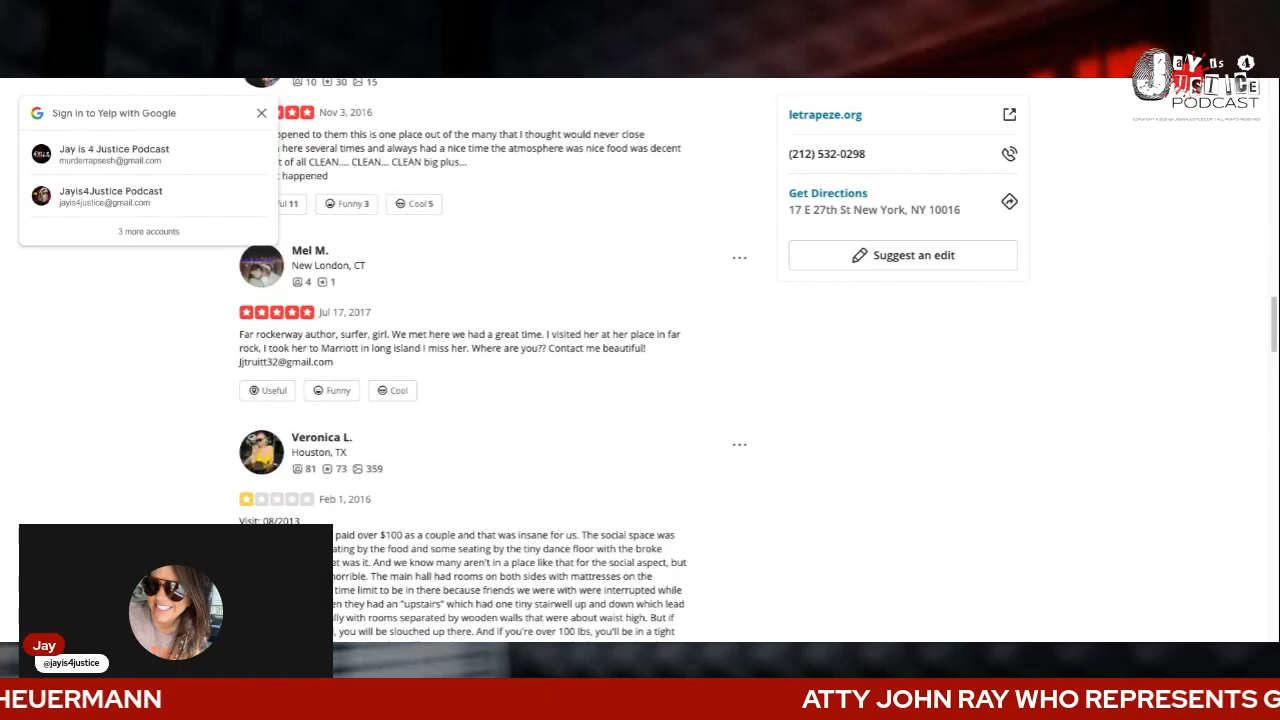 10 30 15
Nov 3, 2016
opened to them this is one place out of the many that I thought would never close
here several times and always had a nice time the atmosphere was nice food was decent
t of all CLEAN.... CLEAN... CLEAN big plus...
happened
ul 11 Funny 3 Cool 5
Sign in to Yelp with Google
Jay is 4 Justice Podcast
murderrapsesh@gmail.com
Jayis4Justice Podcast
jayis4justice@gmail.com
3 more accounts
Mel M.
New London, CT
4 1
Jul 17, 2017
Far rockerway author, surfer, girl. We met here we had a great time. I visited her at her place in far
rock, I took her to Marriott in long island I miss her. Where are you?? Contact me beautiful!
Jjtruitt32@gmail.com
Useful Funny Cool
Veronica L.
Houston, TX
81 73 359
Feb 1, 2016
Visit: 08/2013
paid over $100 as a couple and that was insane for us. The social space was
ating by the food and some seating by the tiny dance floor with the broke
at was it. And we know many aren't in a place like that for the social aspect, but
orrible. The main hall had rooms on both sides with mattresses on the
time limit to be in there because friends we were with were interrupted while
en they had an "upstairs" which had one tiny stairwell up and down which lead
lly with rooms separated by wooden walls that were about waist high. But if
, you will be slouched up there. And if you're over 100 lbs, you'll be in a tight
letrapeze.org
(212) 532-0298
Get Directions
17 E 27th St New York, NY 10016
Suggest an edit
Jay is 4
JUSTICE
PODCAST
Jay
@jayis4justice
HEUERMANN
ATTY JOHN RAY WHO REPRESENTS G